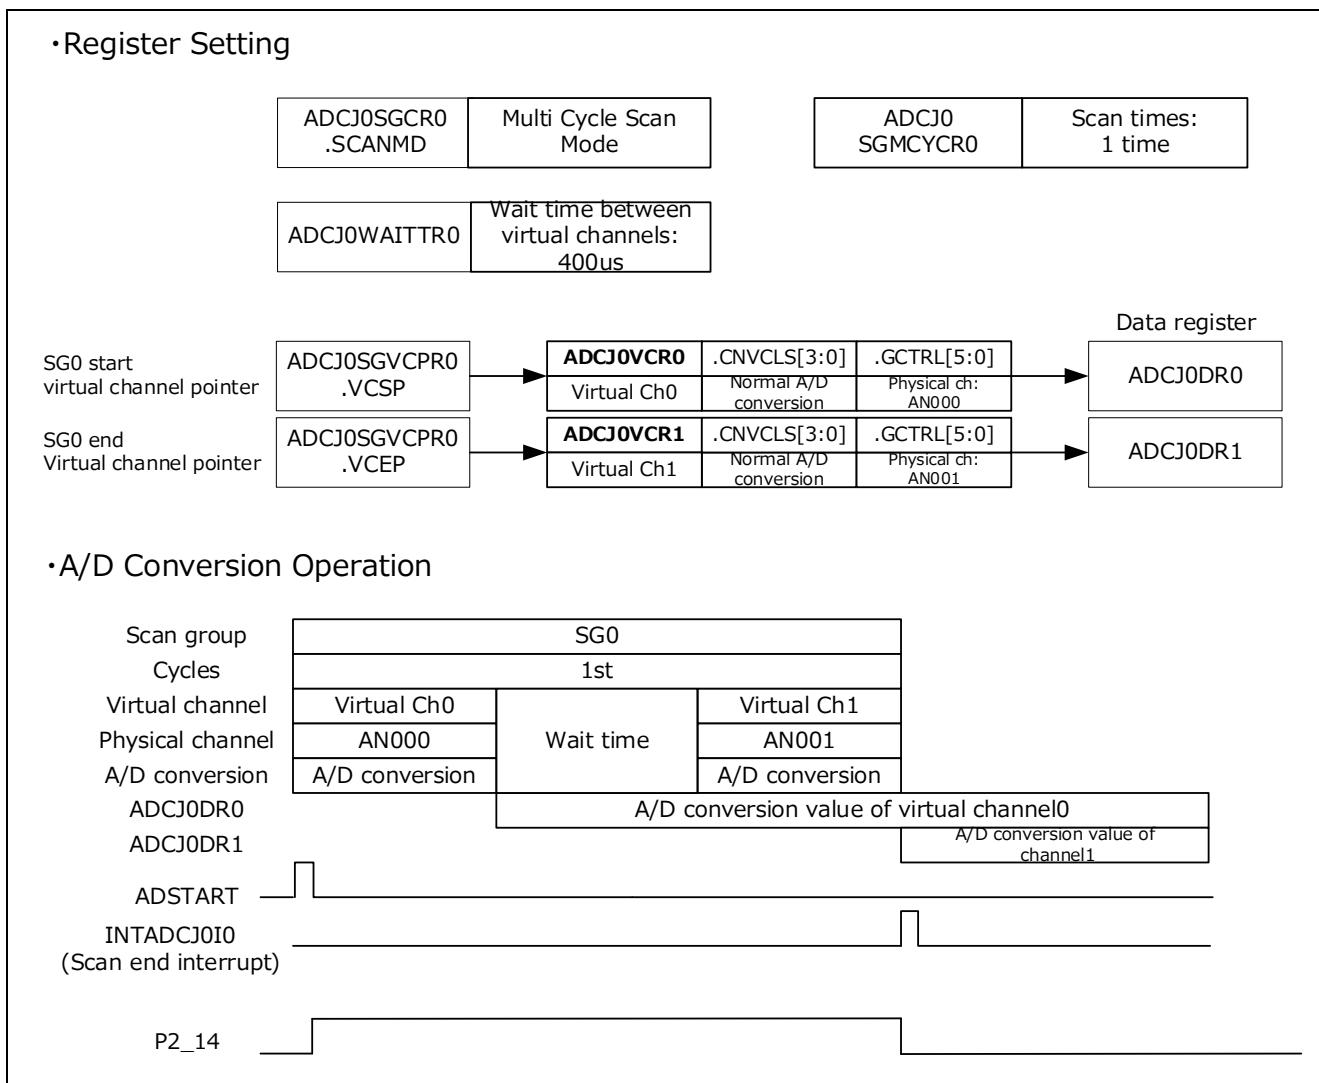 ・Register Setting
ADCJ0SGCR0
.SCANMD
Multi Cycle Scan
Mode
ADCJ0
SGMCYCR0
Scan times:
1 time
ADCJ0WAITTR0
Wait time between
virtual channels:
400us
Data register
SG0 start
virtual channel pointer
ADCJ0SGVCPR0
.VCSP
ADCJ0VCR0
.CNVCLS[3:0]
.GCTRL[5:0]
Virtual Ch0
Normal A/D
conversion
Physical ch:
AN000
ADCJ0DR0
SG0 end
Virtual channel pointer
ADCJ0SGVCPR0
.VCEP
ADCJ0VCR1
.CNVCLS[3:0]
.GCTRL[5:0]
Virtual Ch1
Normal A/D
conversion
Physical ch:
AN001
ADCJ0DR1
・A/D Conversion Operation
Scan group
SG0
Cycles
1st
Virtual channel
Virtual Ch0
Wait time
Virtual Ch1
Physical channel
AN000
AN001
A/D conversion
A/D conversion
A/D conversion
ADCJ0DR0
A/D conversion value of virtual channel0
ADCJ0DR1
A/D conversion value of
channel1
ADSTART
INTADCJ0I0
(Scan end interrupt)
P2_14